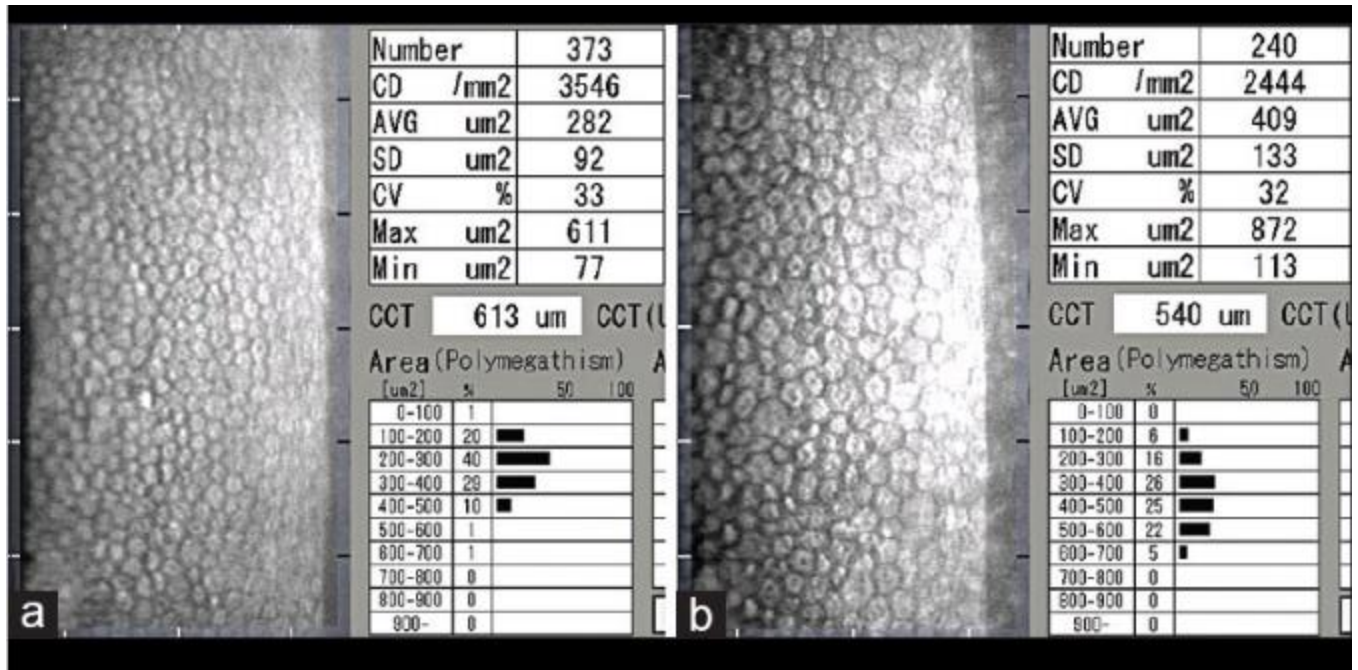 Number 373
CD /mm2 3546
AVG um2 282
SD um2 92
CV % 33
Max um2 611
Min um2 77
CCT 613 um CCT(
Area (Polymegathism) A
[um2] % 50 100
0-100 1
100-200 20
200-300 40
300-400 29
400-500 10
500-600 1
600-700 1
700-800 0
800-900 0
900- 0
a
Number 240
CD /mm2 2444
AVG um2 409
SD um2 133
CV % 32
Max um2 872
Min um2 113
CCT 540 um CCT(
Area (Polymegathism) A
[um2] % 50 100
0-100 0
100-200 6
200-300 16
300-400 26
400-500 25
500-600 22
600-700 5
700-800 0
800-900 0
900- 0
b